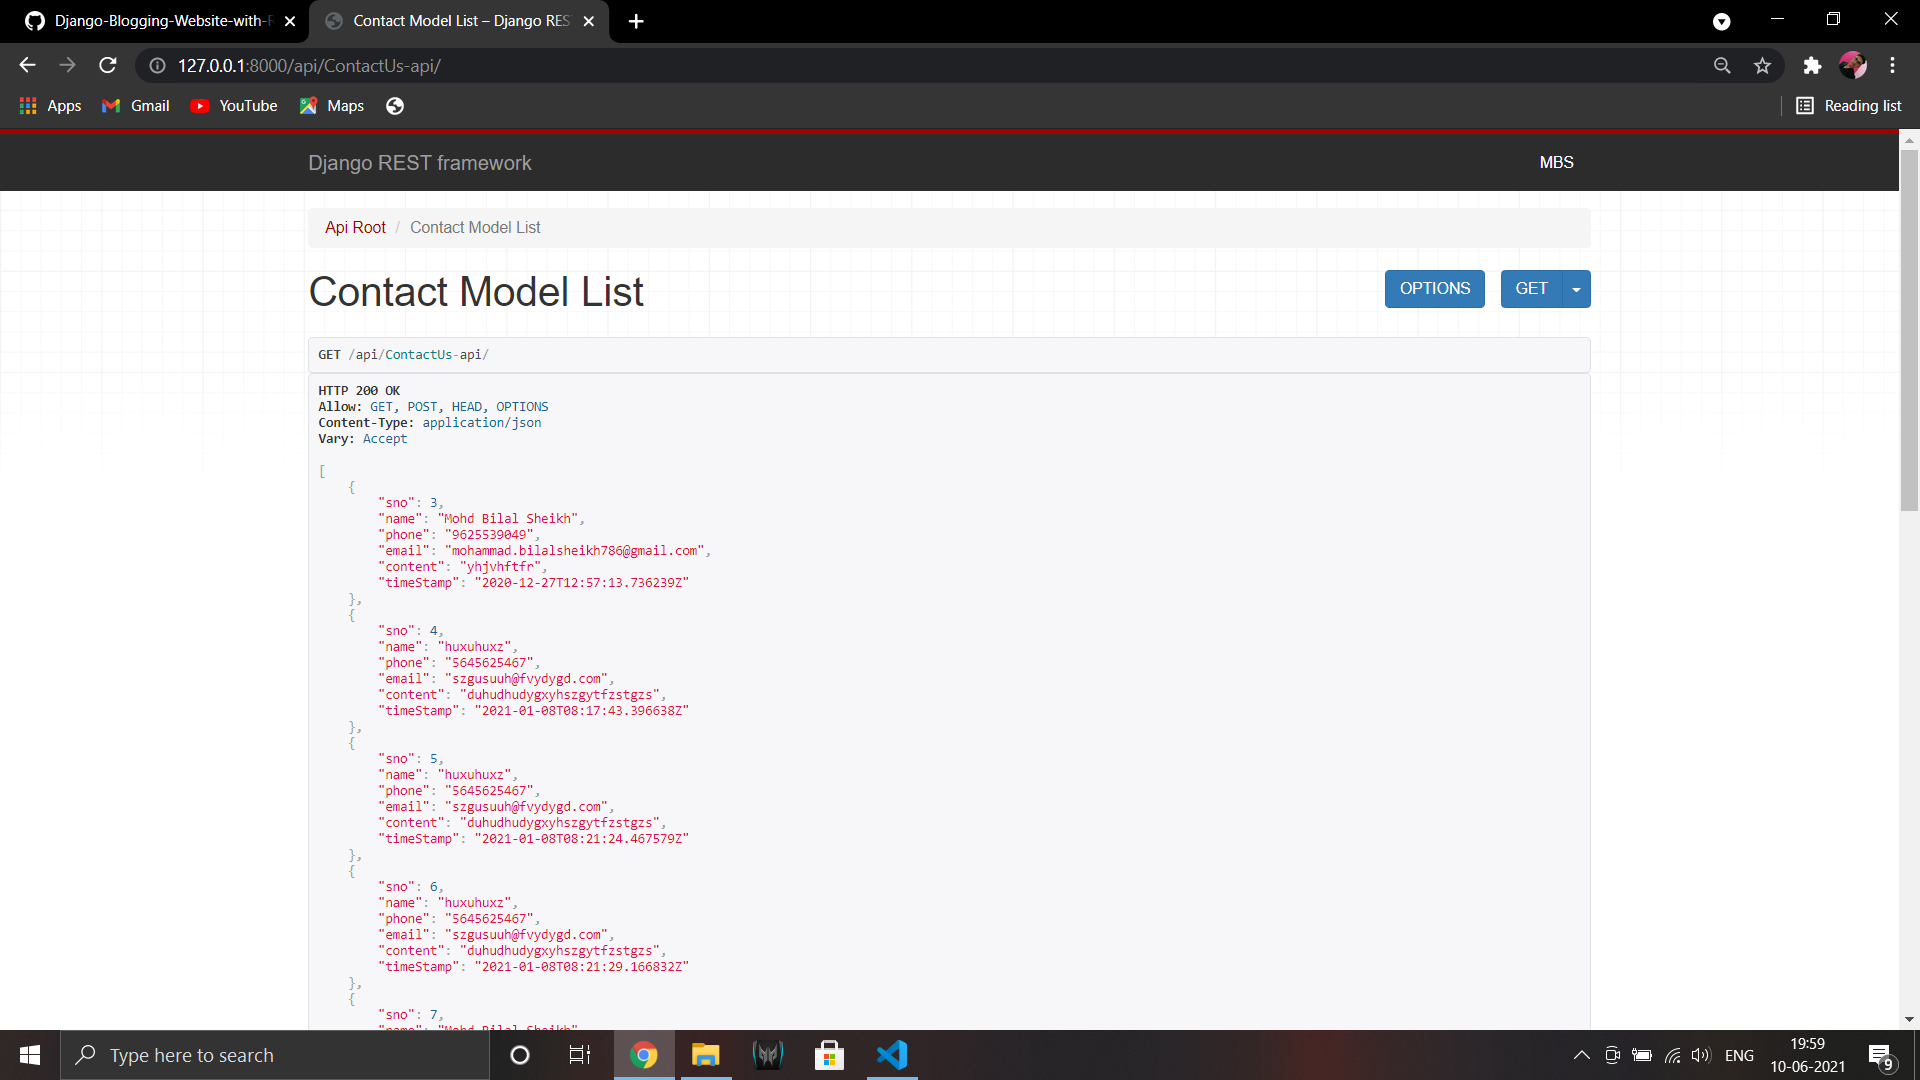 Django-Blogging-Website-with-R
Contact Model List – Django RES
127.0.0.1:8000/api/ContactUs-api/
Apps
Gmail
YouTube
Maps
Reading list
Django REST framework
MBS
Api Root / Contact Model List
Contact Model List
OPTIONS
GET
GET /api/ContactUs-api/
HTTP 200 OK
Allow: GET, POST, HEAD, OPTIONS
Content-Type: application/json
Vary: Accept
[
{
"sno": 3,
"name": "Mohd Bilal Sheikh",
"phone": "9625539049",
"email": "mohammad.bilalsheikh786@gmail.com",
"content": "yhjvhftfr",
"timeStamp": "2020-12-27T12:57:13.736239Z"
},
{
"sno": 4,
"name": "huxuhuxz",
"phone": "5645625467",
"email": "szgusuuh@fvydygd.com",
"content": "duhudhudygxyhszgytfzstgzs",
"timeStamp": "2021-01-08T08:17:43.396638Z"
},
{
"sno": 5,
"name": "huxuhuxz",
"phone": "5645625467",
"email": "szgusuuh@fvydygd.com",
"content": "duhudhudygxyhszgytfzstgzs",
"timeStamp": "2021-01-08T08:21:24.467579Z"
},
{
"sno": 6,
"name": "huxuhuxz",
"phone": "5645625467",
"email": "szgusuuh@fvydygd.com",
"content": "duhudhudygxyhszgytfzstgzs",
"timeStamp": "2021-01-08T08:21:29.166832Z"
},
{
"sno": 7,
"name": "Mohd Bilal Sheikh"
Type here to search
ENG
19:59
10-06-2021
9